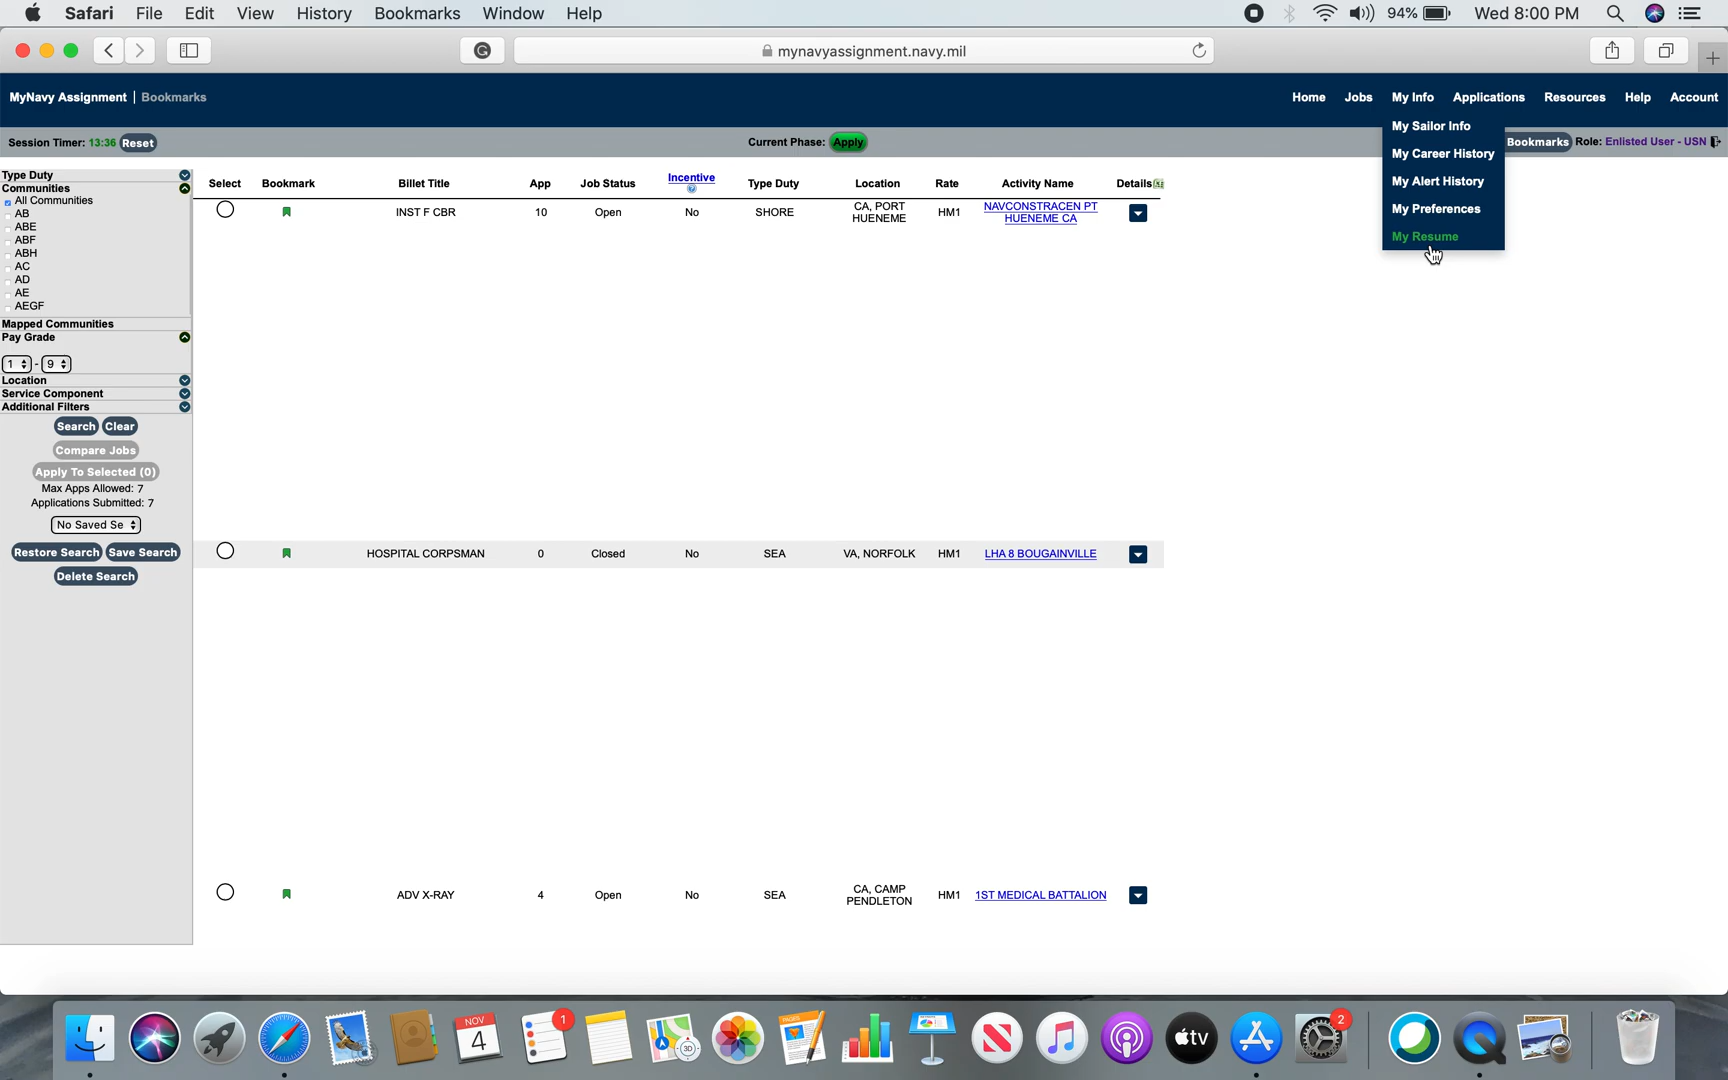 Safari File Edit View History Bookmarks Window Help 94% Wed 8:00 PM
mynavyassignment.navy.mil
MyNavy Assignment | Bookmarks Home Jobs My Info Applications Resources Help Account
My Sailor Info
My Career History
My Alert History
My Preferences
My Resume
Session Timer: 13:36 Reset Current Phase: Apply Bookmarks Role: Enlisted User - USN
Type Duty
Communities
All Communities
AB
ABE
ABF
ABH
AC
AD
AE
AEGF
Mapped Communities
Pay Grade
1 - 9
Location
Service Component
Additional Filters
Search Clear
Compare Jobs
Apply To Selected (0)
Max Apps Allowed: 7
Applications Submitted: 7
No Saved Se
Restore Search Save Search
Delete Search
Select Bookmark Billet Title App Job Status Incentive Type Duty Location Rate Activity Name Details
INST F CBR 10 Open No SHORE CA, PORT HUENEME HM1 NAVCONSTRACEN PT HUENEME CA
HOSPITAL CORPSMAN 0 Closed No SEA VA, NORFOLK HM1 LHA 8 BOUGAINVILLE
ADV X-RAY 4 Open No SEA CA, CAMP PENDLETON HM1 1ST MEDICAL BATTALION
NOV
4
1
3D
tv
2